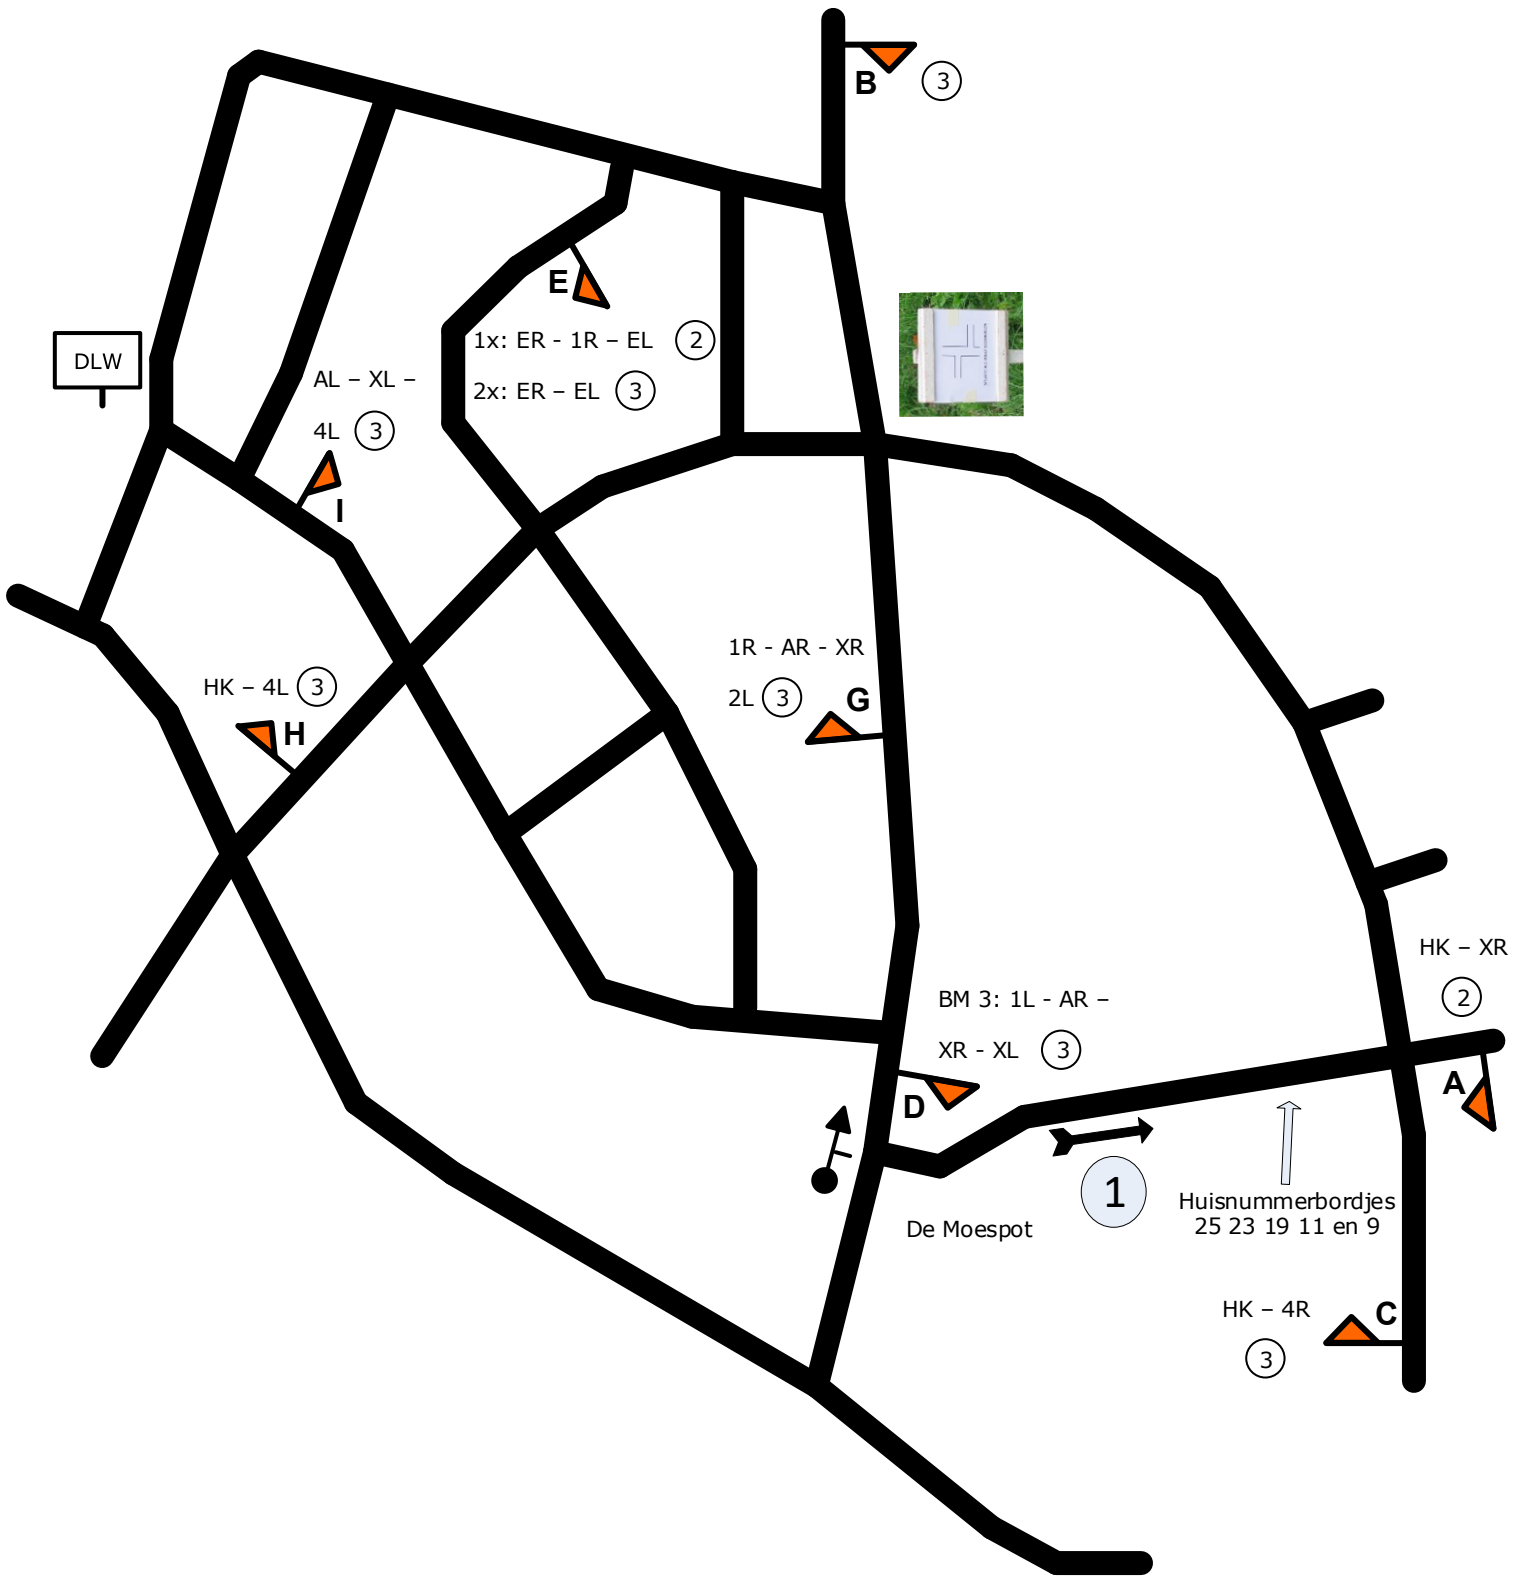 B
3
E
1x: ER - 1R – EL 2
2x: ER – EL 3
DLW
AL – XL –
4L 3
I
1R - AR - XR
2L 3
G
HK – 4L 3
H
HK – XR
2
BM 3: 1L - AR –
XR - XL 3
D
A
1
Huisnummerbordjes
25 23 19 11 en 9
De Moespot
HK – 4R
C
3